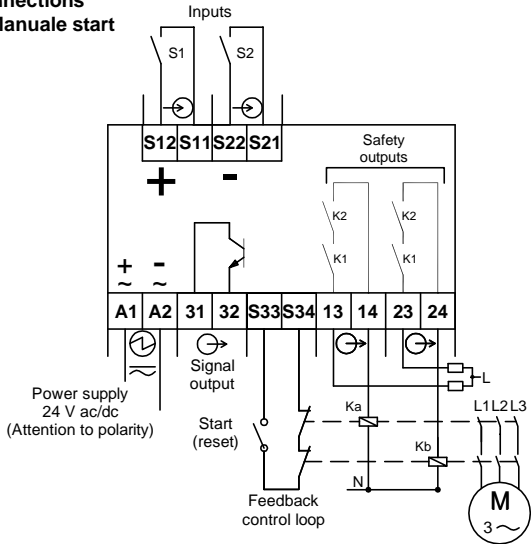 nnections
Manuale start
Inputs
S1
S2
S12 S11 S22 S21
+ -
Safety
outputs
K2
K2
K1
K1
+ -
~ ~
A1 A2 31 32 S33 S34 13 14 23 24
Signal
output
L
Power supply
24 V ac/dc
(Attention to polarity)
Start
(reset)
Ka
Kb
L1 L2 L3
N
Feedback
control loop
M
3 ~